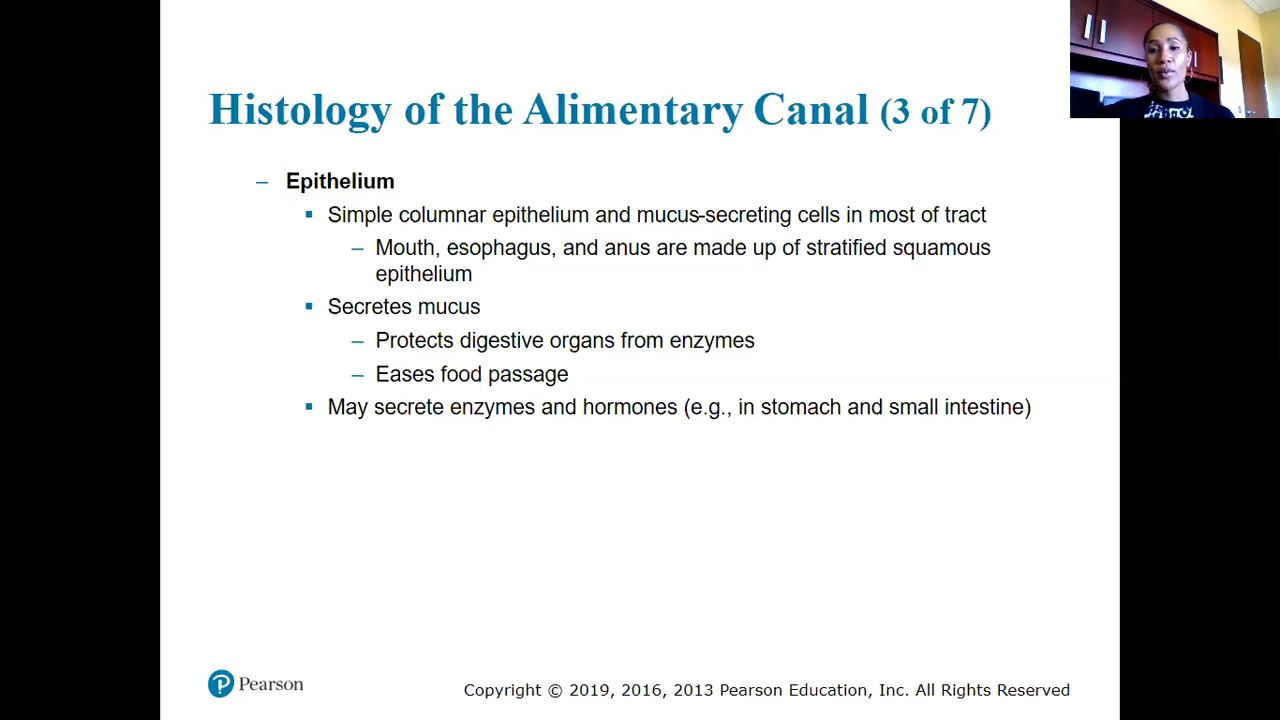 Histology of the Alimentary Canal (3 of 7)
– Epithelium
▪ Simple columnar epithelium and mucus-secreting cells in most of tract
– Mouth, esophagus, and anus are made up of stratified squamous
epithelium
▪ Secretes mucus
– Protects digestive organs from enzymes
– Eases food passage
▪ May secrete enzymes and hormones (e.g., in stomach and small intestine)
P Pearson
Copyright © 2019, 2016, 2013 Pearson Education, Inc. All Rights Reserved